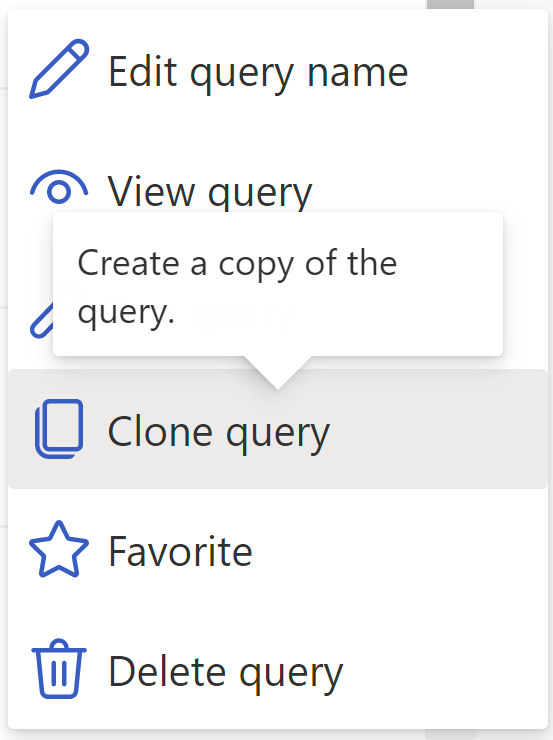 Edit query name
View query
Create a copy of the
query.
Clone query
Favorite
Delete query